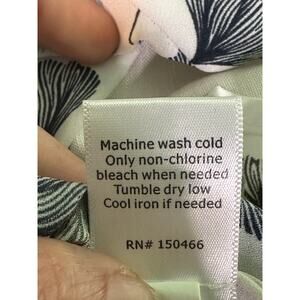 Machine wash cold
Only non-chlorine
bleach when needed
Tumble dry low
Cool iron if needed
RN# 150466